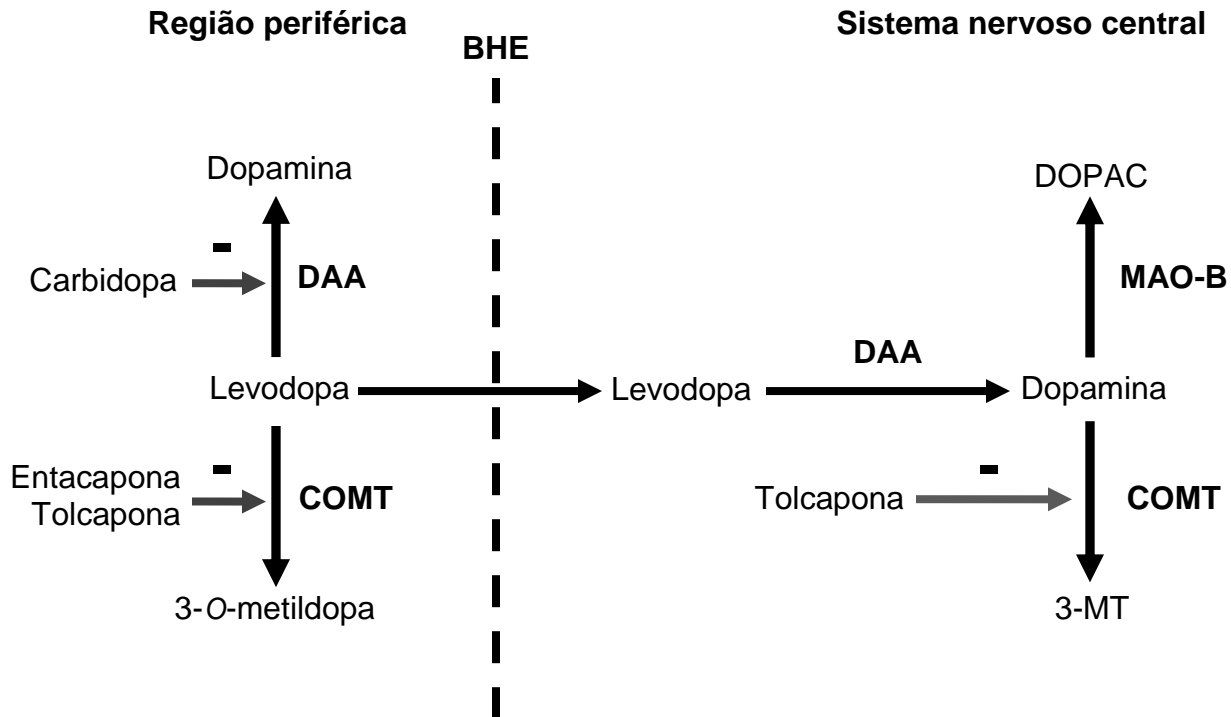 Região periférica
Sistema nervoso central
BHE
Dopamina
DOPAC
-
Carbidopa
DAA
MAO-B
DAA
Levodopa
Levodopa
Dopamina
Entacapona
Tolcapona
-
COMT
Tolcapona
-
COMT
3-O-metildopa
3-MT